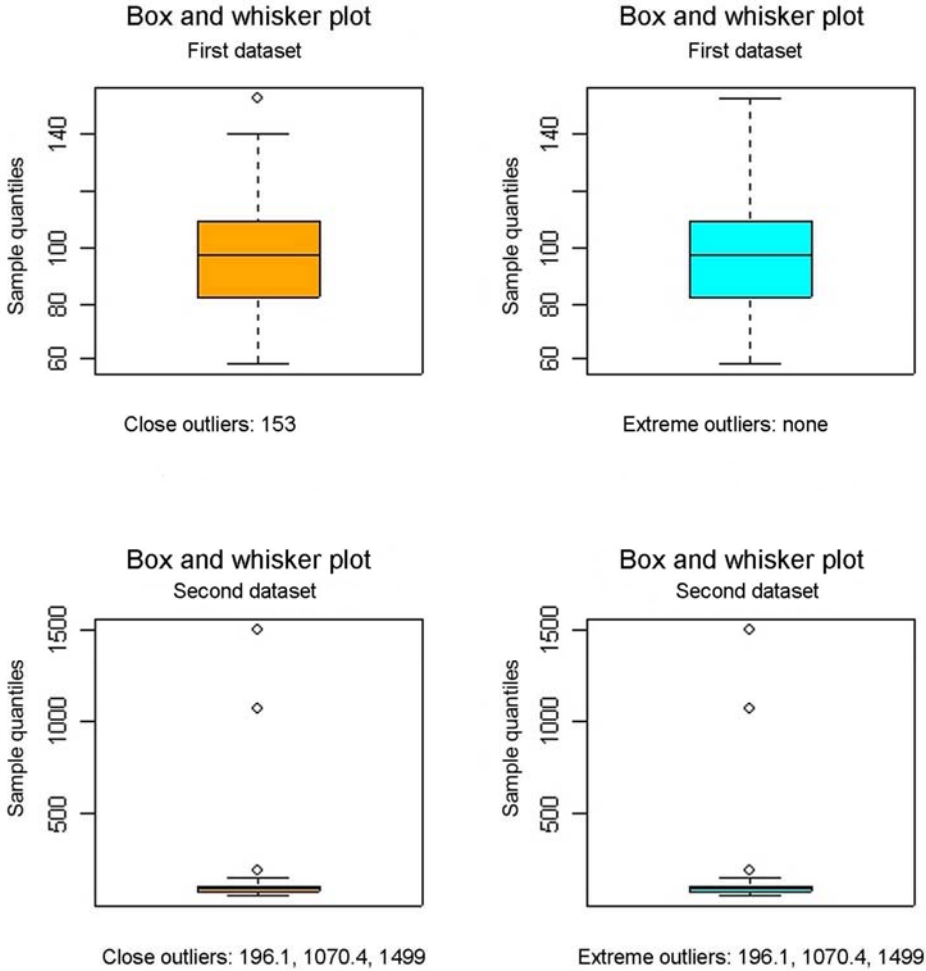 Box and whisker plot
First dataset
Sample quantiles
140
100
80
60
Close outliers: 153
Box and whisker plot
First dataset
Sample quantiles
140
100
80
60
Extreme outliers: none
Box and whisker plot
Second dataset
Sample quantiles
1500
1000
500
Close outliers: 196.1, 1070.4, 1499
Box and whisker plot
Second dataset
Sample quantiles
1500
1000
500
Extreme outliers: 196.1, 1070.4, 1499